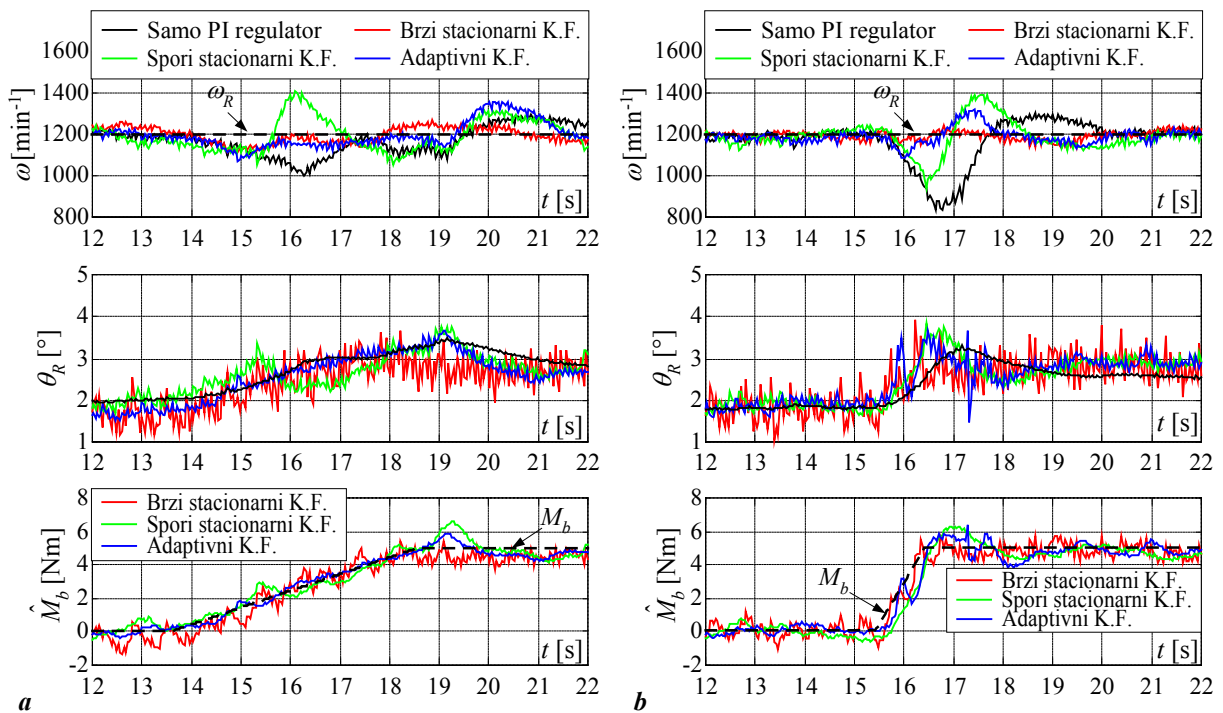 Samo PI regulator Brzi stacionarni K.F.
Spori stacionarni K.F. Adaptivni K.F.
1600
1400
1200
1000
800
ω [min-1]
ωR
t [s]
12 13 14 15 16 17 18 19 20 21 22
5
4
3
2
1
θR [°]
t [s]
12 13 14 15 16 17 18 19 20 21 22
Brzi stacionarni K.F.
Spori stacionarni K.F.
Adaptivni K.F.
8
6
4
2
0
-2
M̂b [Nm]
Mb
t [s]
12 13 14 15 16 17 18 19 20 21 22
a
Samo PI regulator Brzi stacionarni K.F.
Spori stacionarni K.F. Adaptivni K.F.
1600
1400
1200
1000
800
ω [min-1]
ωR
t [s]
12 13 14 15 16 17 18 19 20 21 22
5
4
3
2
1
θR [°]
t [s]
12 13 14 15 16 17 18 19 20 21 22
8
6
4
2
0
-2
M̂b [Nm]
Mb
Brzi stacionarni K.F.
Spori stacionarni K.F.
Adaptivni K.F.
t [s]
12 13 14 15 16 17 18 19 20 21 22
b